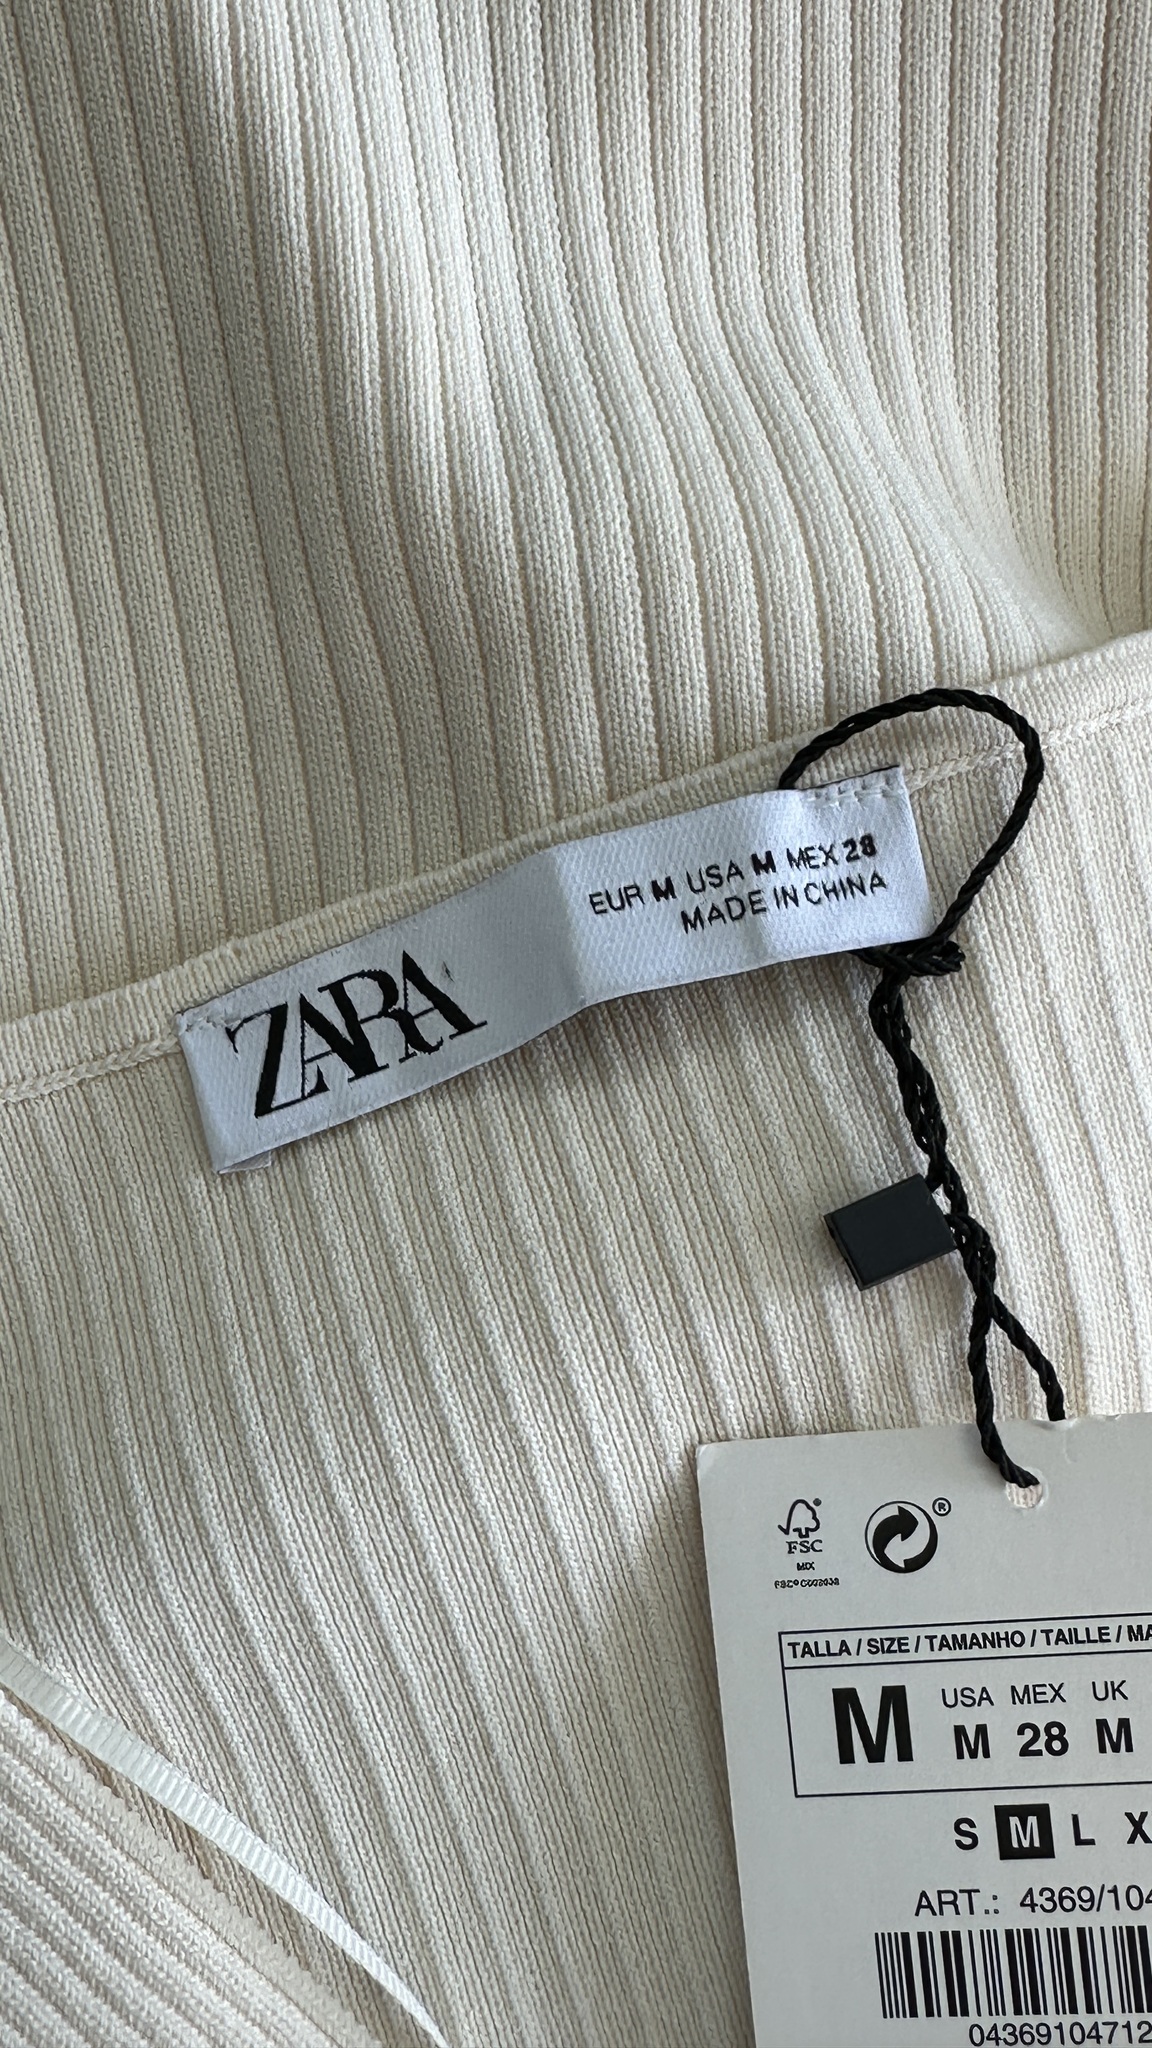 ZARA
EUR M USA M MEX 28
MADE IN CHINA
®
FSC
MIX
TALLA / SIZE / TAMANHO / TAILLE / MA
M
USA MEX UK
M 28 M
S M L X
ART.: 4369/104
04369104712